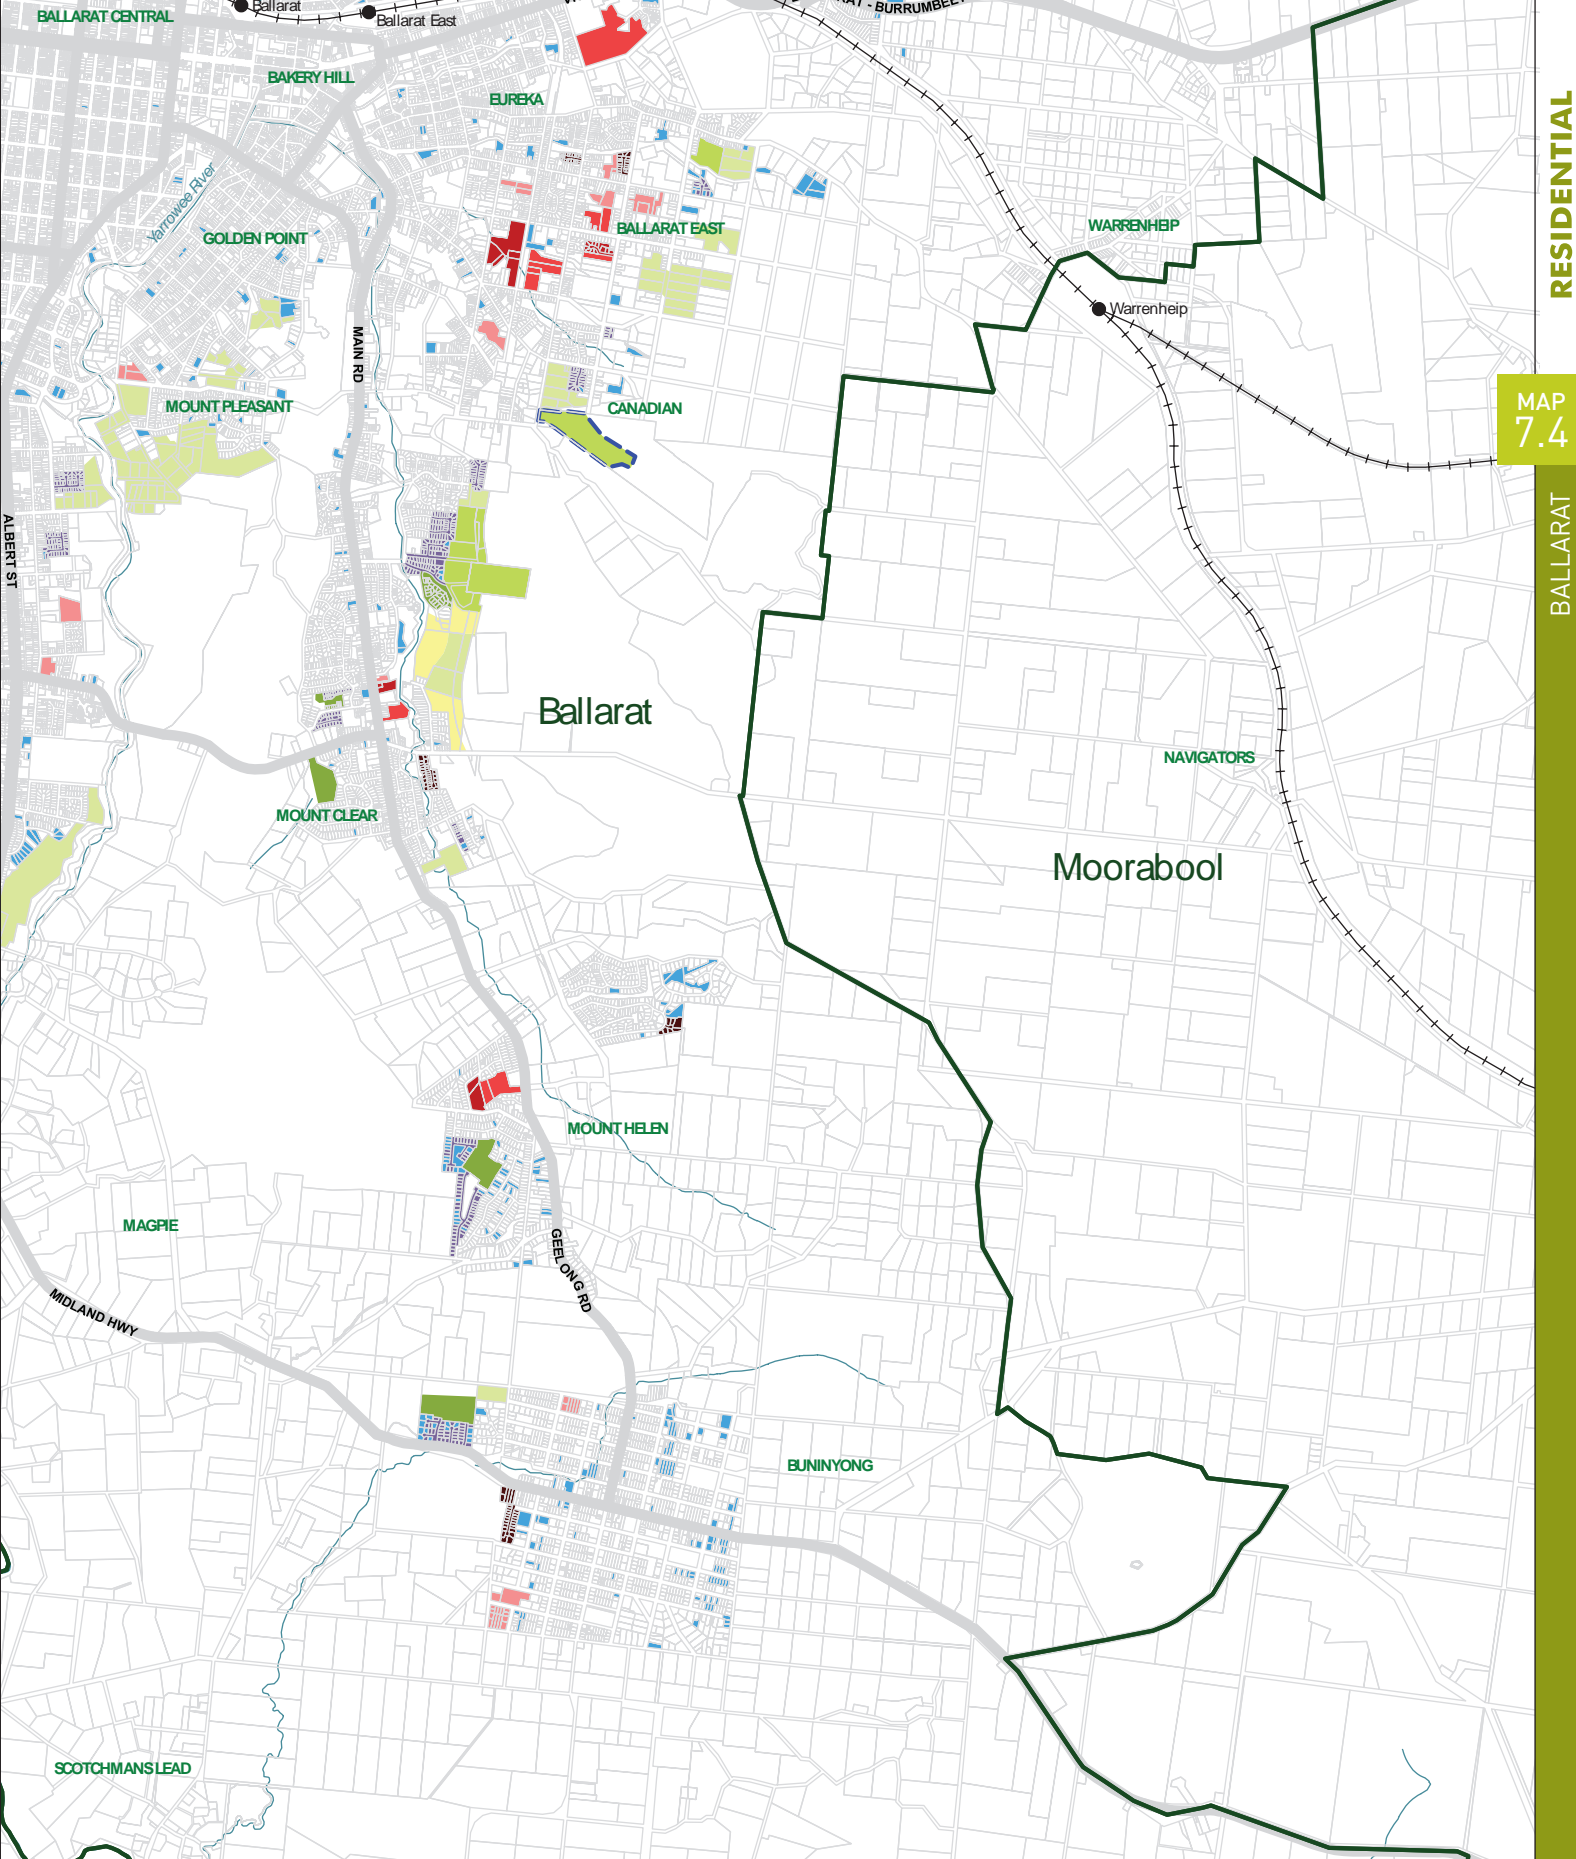 BALLARAT CENTRAL
Ballarat
Ballarat East
BAKERY HILL
EUREKA
- BURRUMBEET
RESIDENTIAL
Yarrowee River
GOLDEN POINT
BALLARAT EAST
WARRENHEIP
Warrenheip
MAIN RD
MOUNT PLEASANT
CANADIAN
MAP
7.4
BALLARAT
ALBERT ST
Ballarat
NAVIGATORS
MOUNT CLEAR
Moorabool
MOUNT HELEN
MAGPIE
GEELONG RD
MIDLAND HWY
BUNINYONG
SCOTCHMANS LEAD